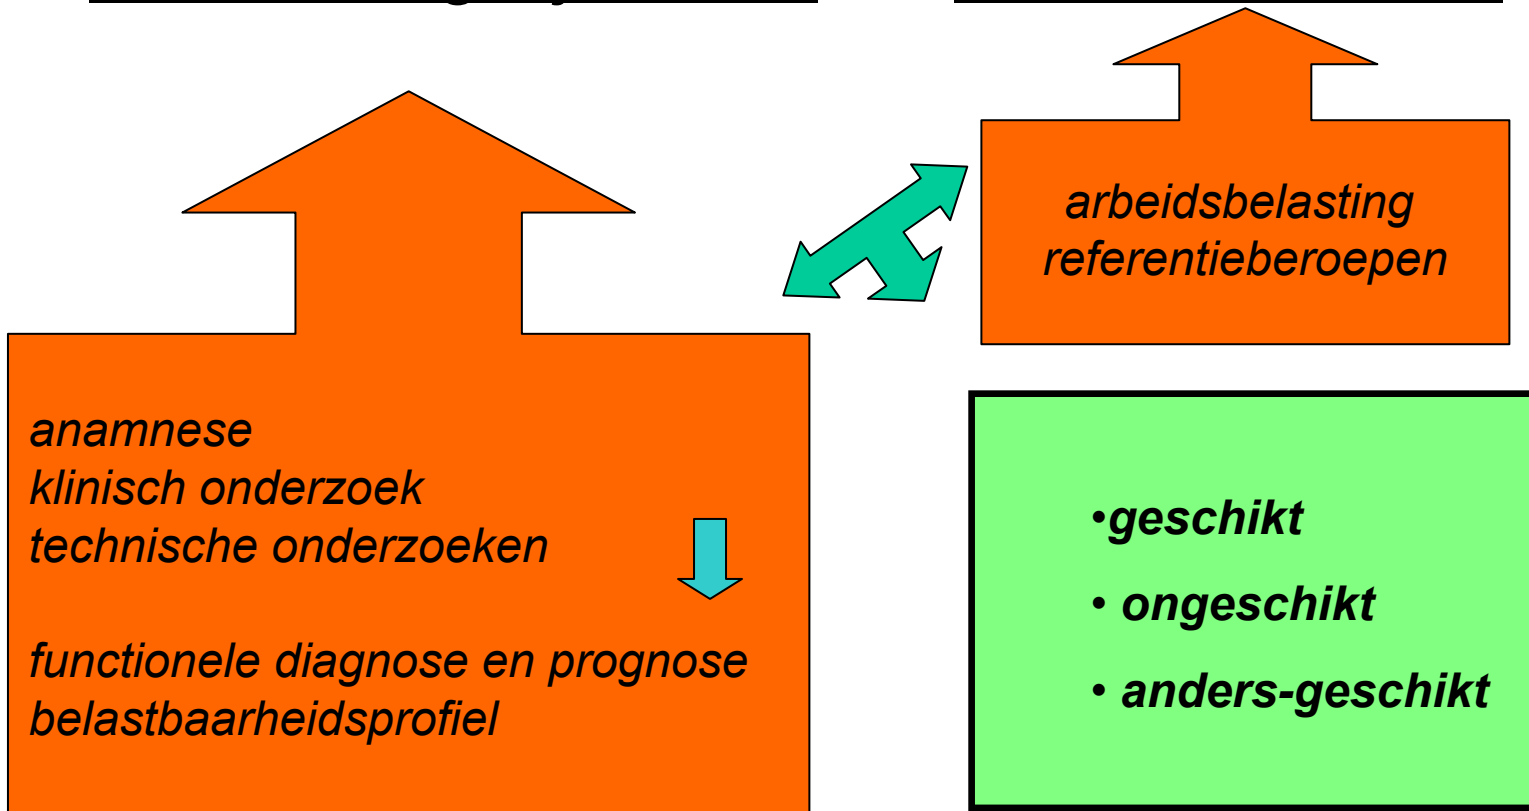 anamnese
klinisch onderzoek
technische onderzoeken
functionele diagnose en prognose
belastbaarheidsprofiel
arbeidsbelasting
referentieberoepen
•geschikt
• ongeschikt
• anders-geschikt